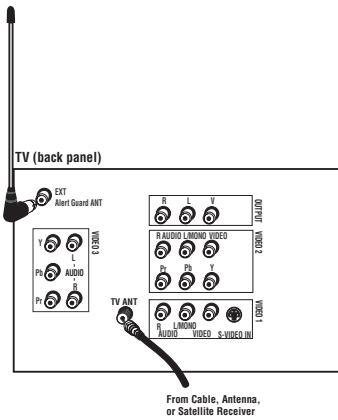 TV (back panel)
EXT
Alert Guard ANT
R L V
OUTPUT
Y
L
VIDEO 3
Pb
AUDIO
Pr
R
R AUDIO L/MONO VIDEO
VIDEO 2
Pr Pb Y
TV ANT
VIDEO 1
R L/MONO
AUDIO VIDEO S-VIDEO IN
From Cable, Antenna,
or Satellite Receiver